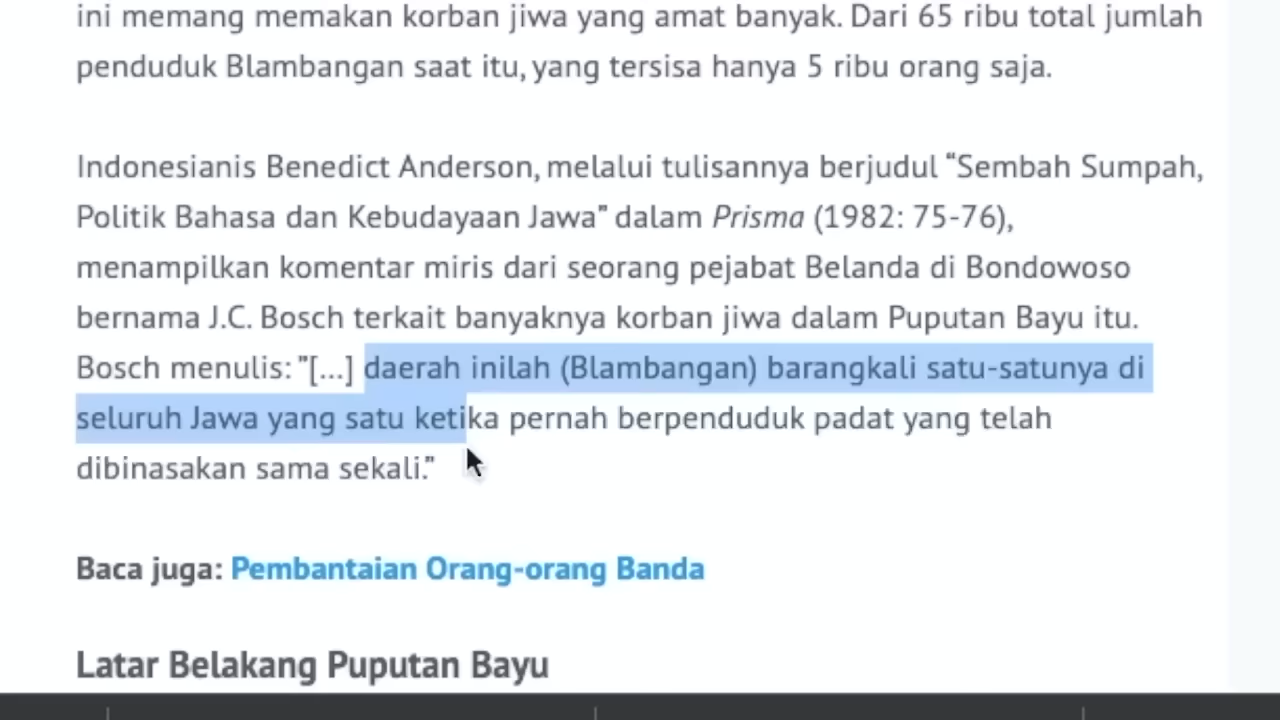 ini memang memakan korban jiwa yang amat banyak. Dari 65 ribu total jumlah
penduduk Blambangan saat itu, yang tersisa hanya 5 ribu orang saja.
Indonesianis Benedict Anderson, melalui tulisannya berjudul “Sembah Sumpah,
Politik Bahasa dan Kebudayaan Jawa” dalam Prisma (1982: 75-76),
menampilkan komentar miris dari seorang pejabat Belanda di Bondowoso
bernama J.C. Bosch terkait banyaknya korban jiwa dalam Puputan Bayu itu.
Bosch menulis: ”[...] daerah inilah (Blambangan) barangkali satu-satunya di
seluruh Jawa yang satu ketika pernah berpenduduk padat yang telah
dibinasakan sama sekali.”
Baca juga: Pembantaian Orang-orang Banda
Latar Belakang Puputan Bayu